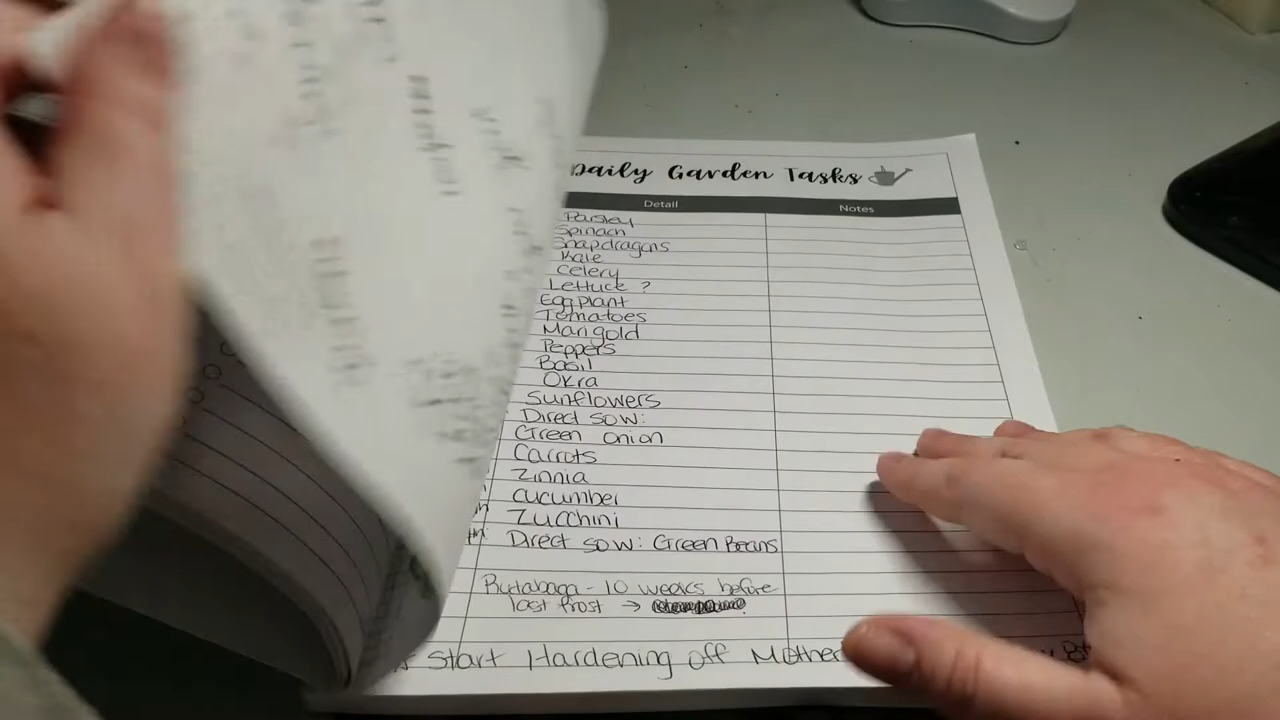 Daily Garden Tasks
Detail Notes
Parsley
Spinach
Snapdragons
Kale
Celery
Lettuce ?
Eggplant
Tomatoes
Marigold
Peppers
Basil
Okra
Sunflowers
Direct sow:
Green onion
Carrots
Zinnia
cucumber
Zucchini
Direct sow: Green Beans
Rutabaga - 10 weeks before
last frost →
Start Hardening off Mother